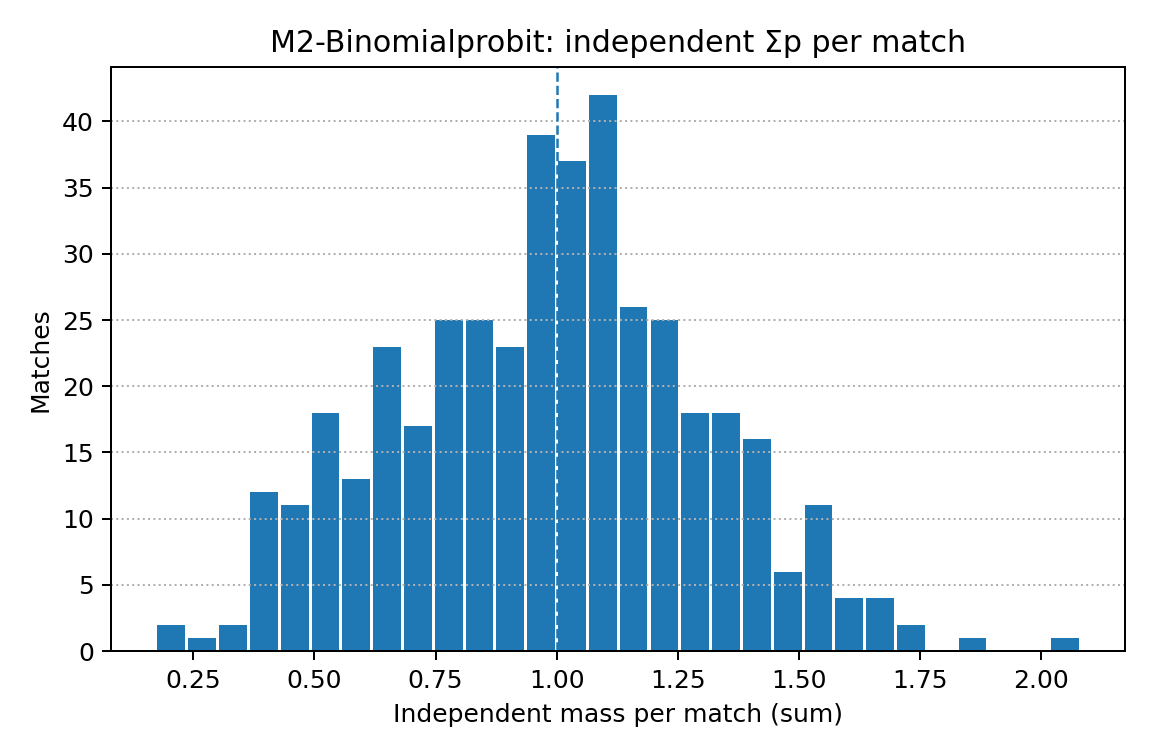 M2-Binomialprobit: independent Σp per match
Matches
40
35
30
25
20
15
10
5
0
0.25 0.50 0.75 1.00 1.25 1.50 1.75 2.00
Independent mass per match (sum)